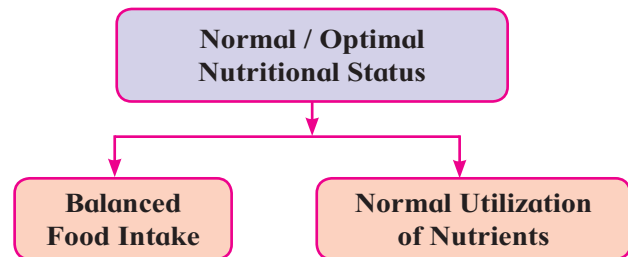 Normal / Optimal
Nutritional Status
Balanced
Food Intake
Normal Utilization
of Nutrients